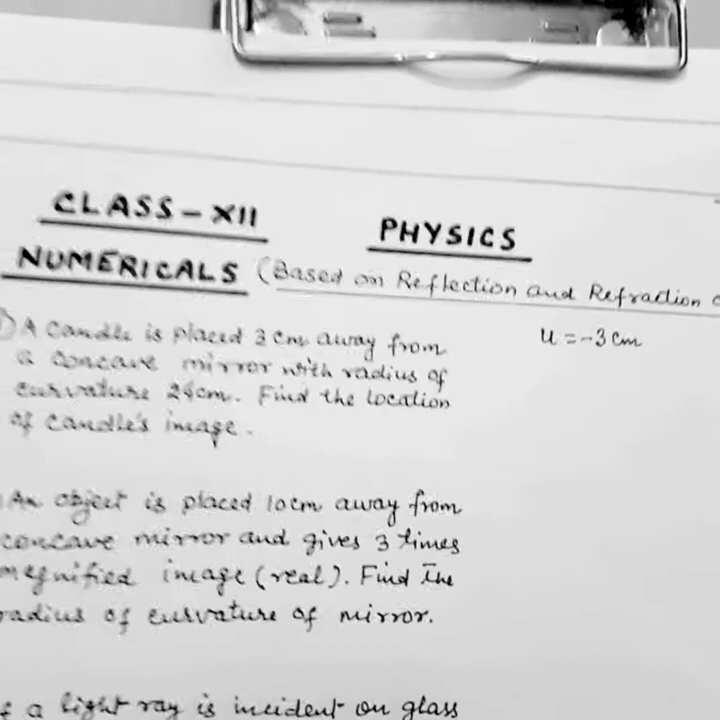 CLASS-XII
PHYSICS
NUMERICALS (Based on Reflection and Refraction
1) A candle is placed 3 cm away from
a concave mirror with radius of
curvature 24cm. Find the location
of candle's image.
u = -3 cm
An object is placed 10cm away from
concave mirror and gives 3 times
megnified image (real). Find the
radius of curvature of mirror.
a light ray is incident on glass